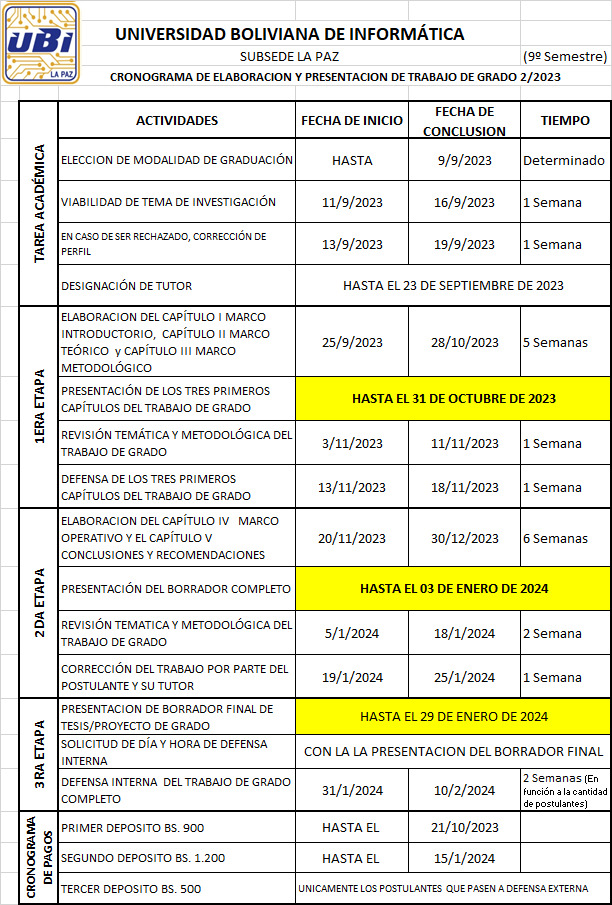 UBi
LA PAZ
UNIVERSIDAD BOLIVIANA DE INFORMÁTICA
SUBSEDE LA PAZ (9º Semestre)
CRONOGRAMA DE ELABORACION Y PRESENTACION DE TRABAJO DE GRADO 2/2023
ACTIVIDADES FECHA DE INICIO FECHA DE
CONCLUSION TIEMPO
TAREA ACADÉMICA
ELECCION DE MODALIDAD DE GRADUACIÓN HASTA 9/9/2023 Determinado
VIABILIDAD DE TEMA DE INVESTIGACIÓN 11/9/2023 16/9/2023 1 Semana
EN CASO DE SER RECHAZADO, CORRECCIÓN DE
PERFIL 13/9/2023 19/9/2023 1 Semana
DESIGNACIÓN DE TUTOR HASTA EL 23 DE SEPTIEMBRE DE 2023
1ERA ETAPA
ELABORACION DEL CAPÍTULO I MARCO
INTRODUCTORIO, CAPÍTULO II MARCO
TEÓRICO y CAPÍTULO III MARCO
METODOLÓGICO 25/9/2023 28/10/2023 5 Semanas
PRESENTACIÓN DE LOS TRES PRIMEROS
CAPÍTULOS DEL TRABAJO DE GRADO HASTA EL 31 DE OCTUBRE DE 2023
REVISIÓN TEMÁTICA Y METODOLÓGICA DEL
TRABAJO DE GRADO 3/11/2023 11/11/2023 1 Semana
DEFENSA DE LOS TRES PRIMEROS
CAPÍTULOS DEL TRABAJO DE GRADO 13/11/2023 18/11/2023 1 Semana
2DA ETAPA
ELABORACION DEL CAPÍTULO IV MARCO
OPERATIVO Y EL CAPÍTULO V
CONCLUSIONES Y RECOMENDACIONES 20/11/2023 30/12/2023 6 Semanas
PRESENTACIÓN DEL BORRADOR COMPLETO HASTA EL 03 DE ENERO DE 2024
REVISIÓN TEMATICA Y METODOLÓGICA DEL
TRABAJO DE GRADO 5/1/2024 18/1/2024 2 Semana
CORRECCIÓN DEL TRABAJO POR PARTE DEL
POSTULANTE Y SU TUTOR 19/1/2024 25/1/2024 1 Semana
3RA ETAPA
PRESENTACION DE BORRADOR FINAL DE
TESIS/PROYECTO DE GRADO HASTA EL 29 DE ENERO DE 2024
SOLICITUD DE DÍA Y HORA DE DEFENSA
INTERNA CON LA LA PRESENTACION DEL BORRADOR FINAL
DEFENSA INTERNA DEL TRABAJO DE GRADO
COMPLETO 31/1/2024 10/2/2024 2 Semanas (En
función a la cantidad
de postulantes)
CRONOGRAMA
DE PAGOS
PRIMER DEPOSITO BS. 900 HASTA EL 21/10/2023
SEGUNDO DEPOSITO BS. 1.200 HASTA EL 15/1/2024
TERCER DEPOSITO BS. 500 UNICAMENTE LOS POSTULANTES QUE PASEN A DEFENSA EXTERNA